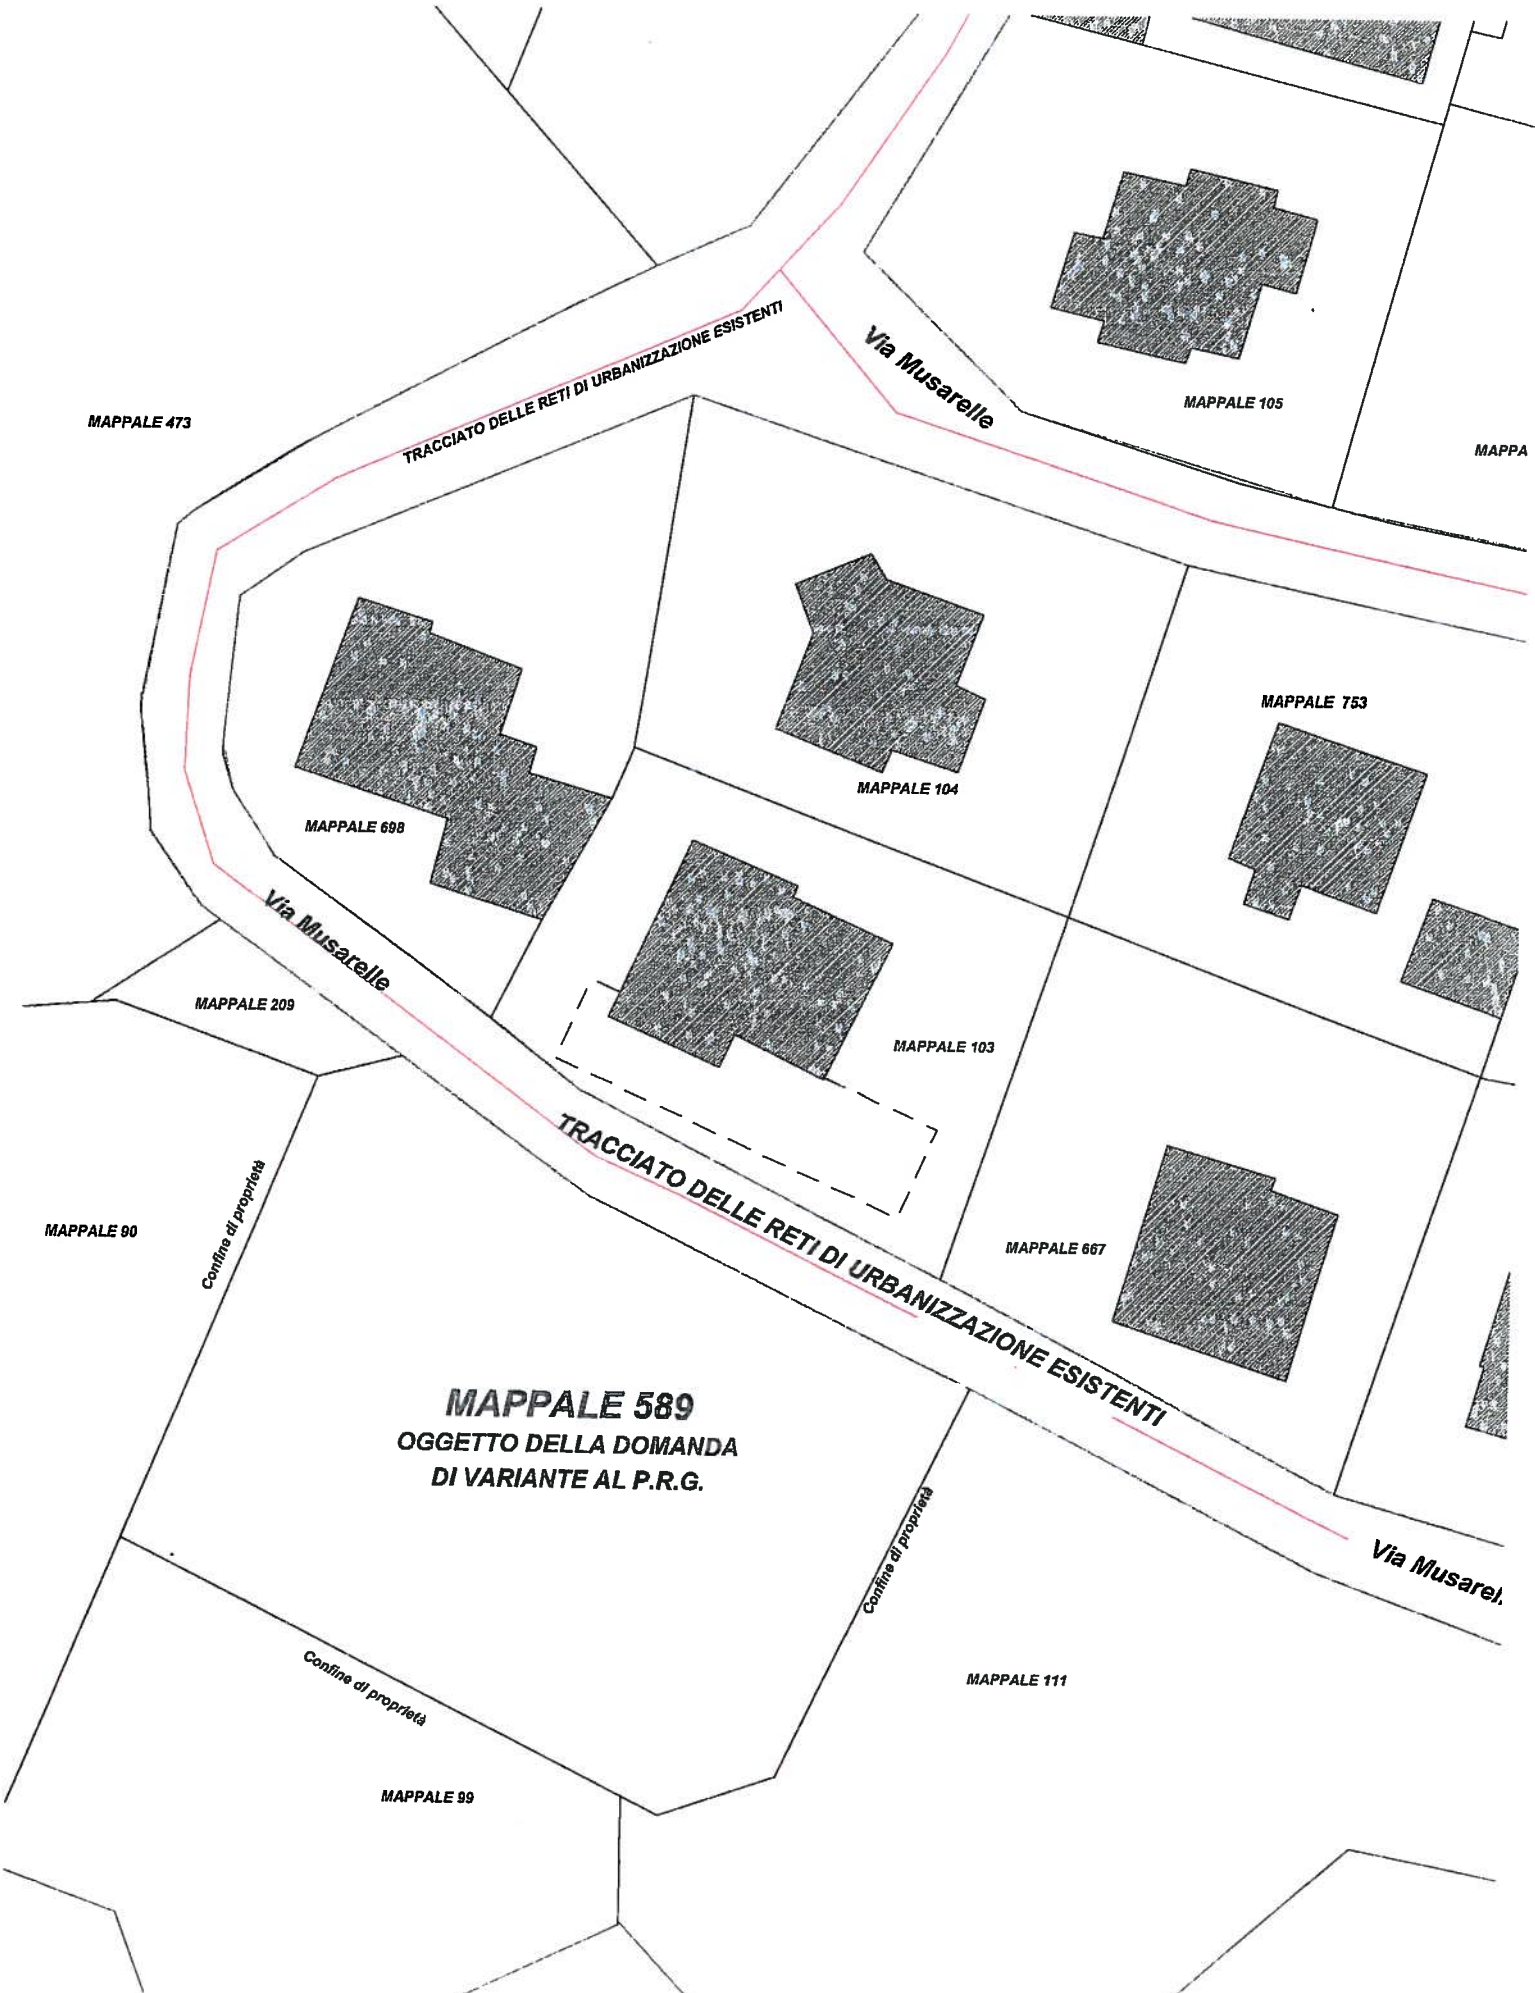 TRACCIATO DELLE RETI DI URBANIZZAZIONE ESISTENTI
Via Musarelle
MAPPALE 105
MAPPALE 473
MAPPA
MAPPALE 753
MAPPALE 104
MAPPALE 698
Via Musarelle
MAPPALE 209
MAPPALE 103
TRACCIATO DELLE RETI DI URBANIZZAZIONE ESISTENTI
Confine di proprietà
MAPPALE 90
MAPPALE 667
MAPPALE 589
OGGETTO DELLA DOMANDA
DI VARIANTE AL P.R.G.
Confine di proprietà
Via Musarel
Confine di proprietà
MAPPALE 111
MAPPALE 99